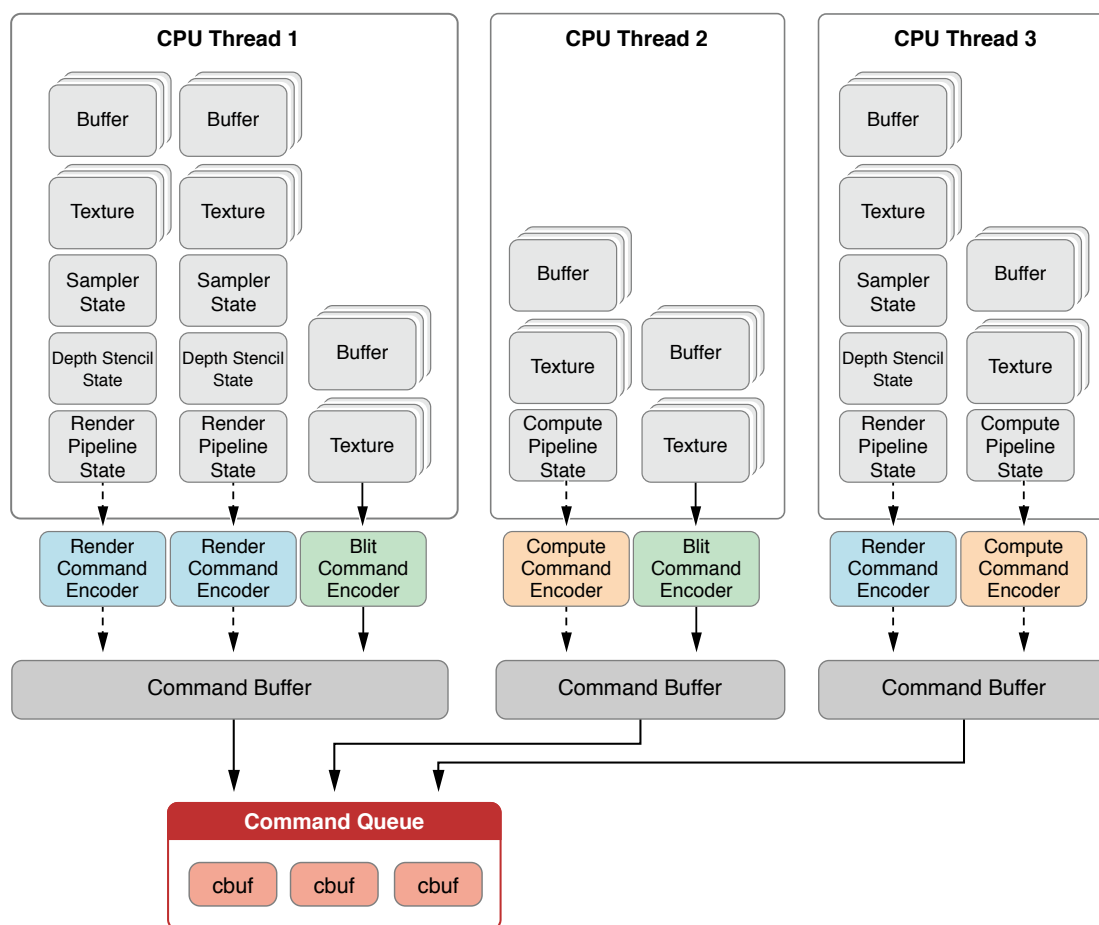 CPU Thread 1
Buffer
Buffer
Texture
Texture
Sampler
State
Sampler
State
Depth Stencil
State
Depth Stencil
State
Buffer
Render
Pipeline
State
Render
Pipeline
State
Texture
Render
Command
Encoder
Render
Command
Encoder
Blit
Command
Encoder
Command Buffer
CPU Thread 2
Buffer
Texture
Buffer
Compute
Pipeline
State
Texture
Compute
Command
Encoder
Blit
Command
Encoder
Command Buffer
CPU Thread 3
Buffer
Texture
Sampler
State
Buffer
Depth Stencil
State
Texture
Render
Pipeline
State
Compute
Pipeline
State
Render
Command
Encoder
Compute
Command
Encoder
Command Buffer
Command Queue
cbuf
cbuf
cbuf